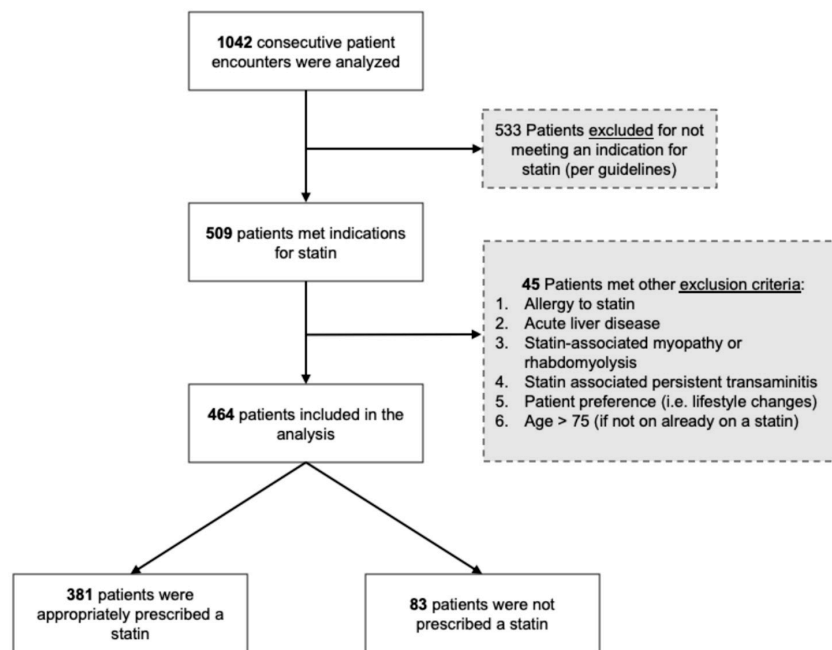 1042 consecutive patient
encounters were analyzed
533 Patients excluded for not
meeting an indication for
statin (per guidelines)
509 patients met indications
for statin
45 Patients met other exclusion criteria:
1. Allergy to statin
2. Acute liver disease
3. Statin-associated myopathy or
rhabdomyolysis
4. Statin associated persistent transaminitis
5. Patient preference (i.e. lifestyle changes)
6. Age > 75 (if not on already on a statin)
464 patients included in the
analysis
381 patients were
appropriately prescribed a
statin
83 patients were not
prescribed a statin